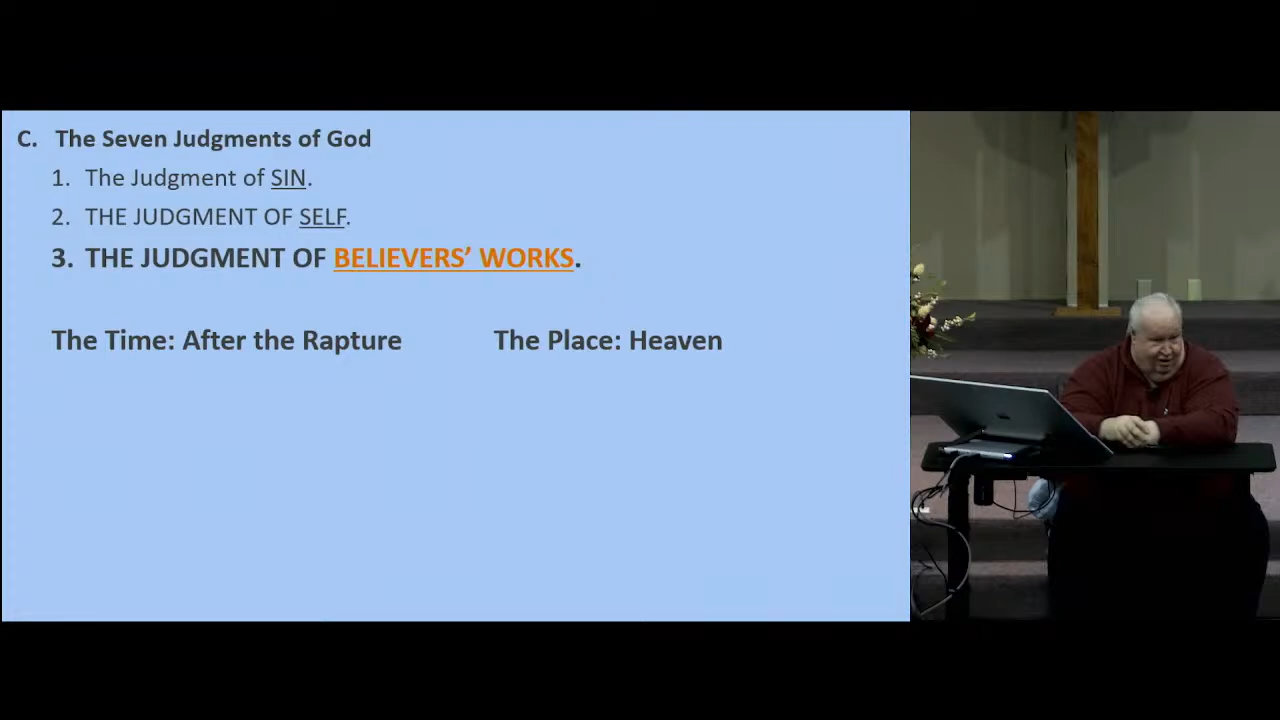 C. The Seven Judgments of God
1. The Judgment of SIN.
2. THE JUDGMENT OF SELF.
3. THE JUDGMENT OF BELIEVERS’ WORKS.
The Time: After the Rapture The Place: Heaven